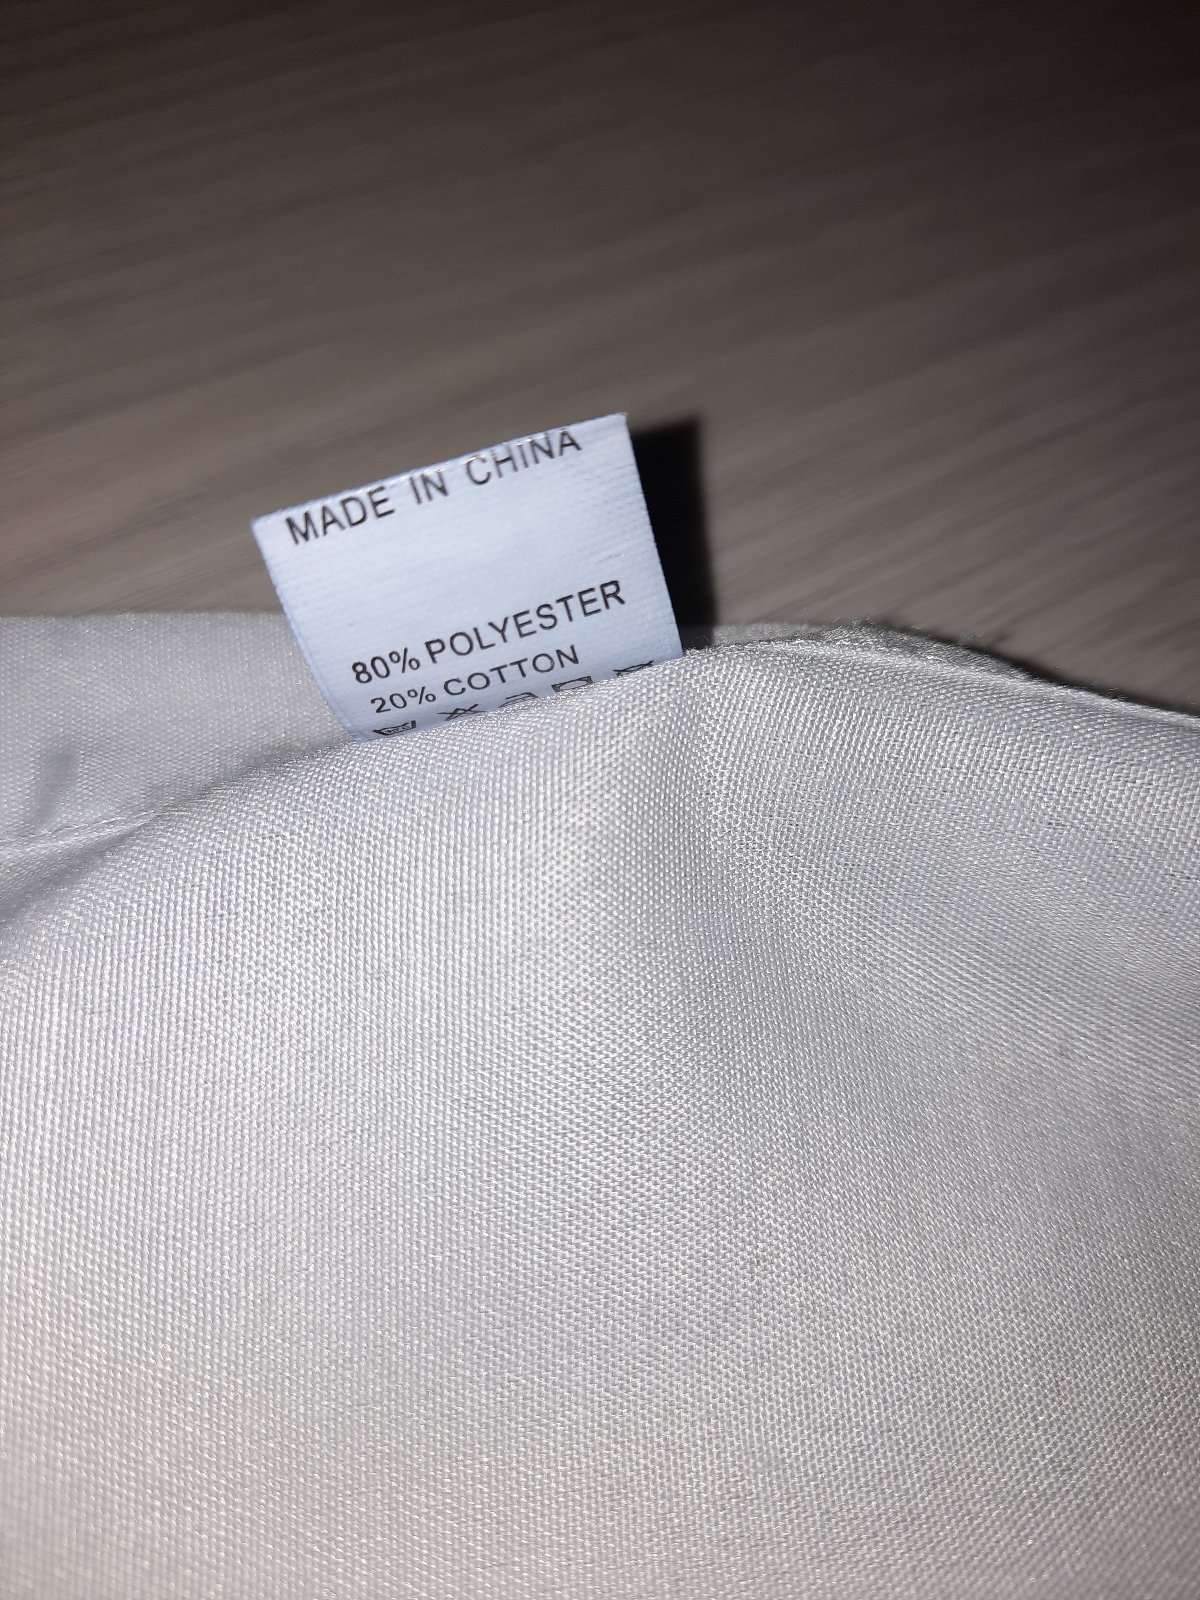 MADE IN CHINA
80% POLYESTER
20% COTTON